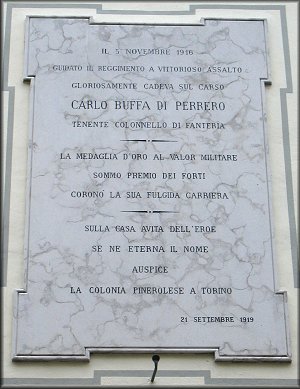 IL 3 NOVEMBRE 1916
GUIDATO IL REGGIMENTO A VITTORIOSO ASSALTO
GLORIOSAMENTE CADEVA SUL CARSO
CARLO BUFFA DI PERRERO
TENENTE COLONNELLO DI FANTERIA
LA MEDAGLIA D'ORO AL VALOR MILITARE
SOMMO PREMIO DEI FORTI
CORONÒ LA SUA FULGIDA CARRIERA
SULLA CASA AVITA DELL'EROE
SE NE ETERNA IL NOME
AUSPICE
LA COLONIA PINEROLESE A TORINO
21 SETTEMBRE 1919